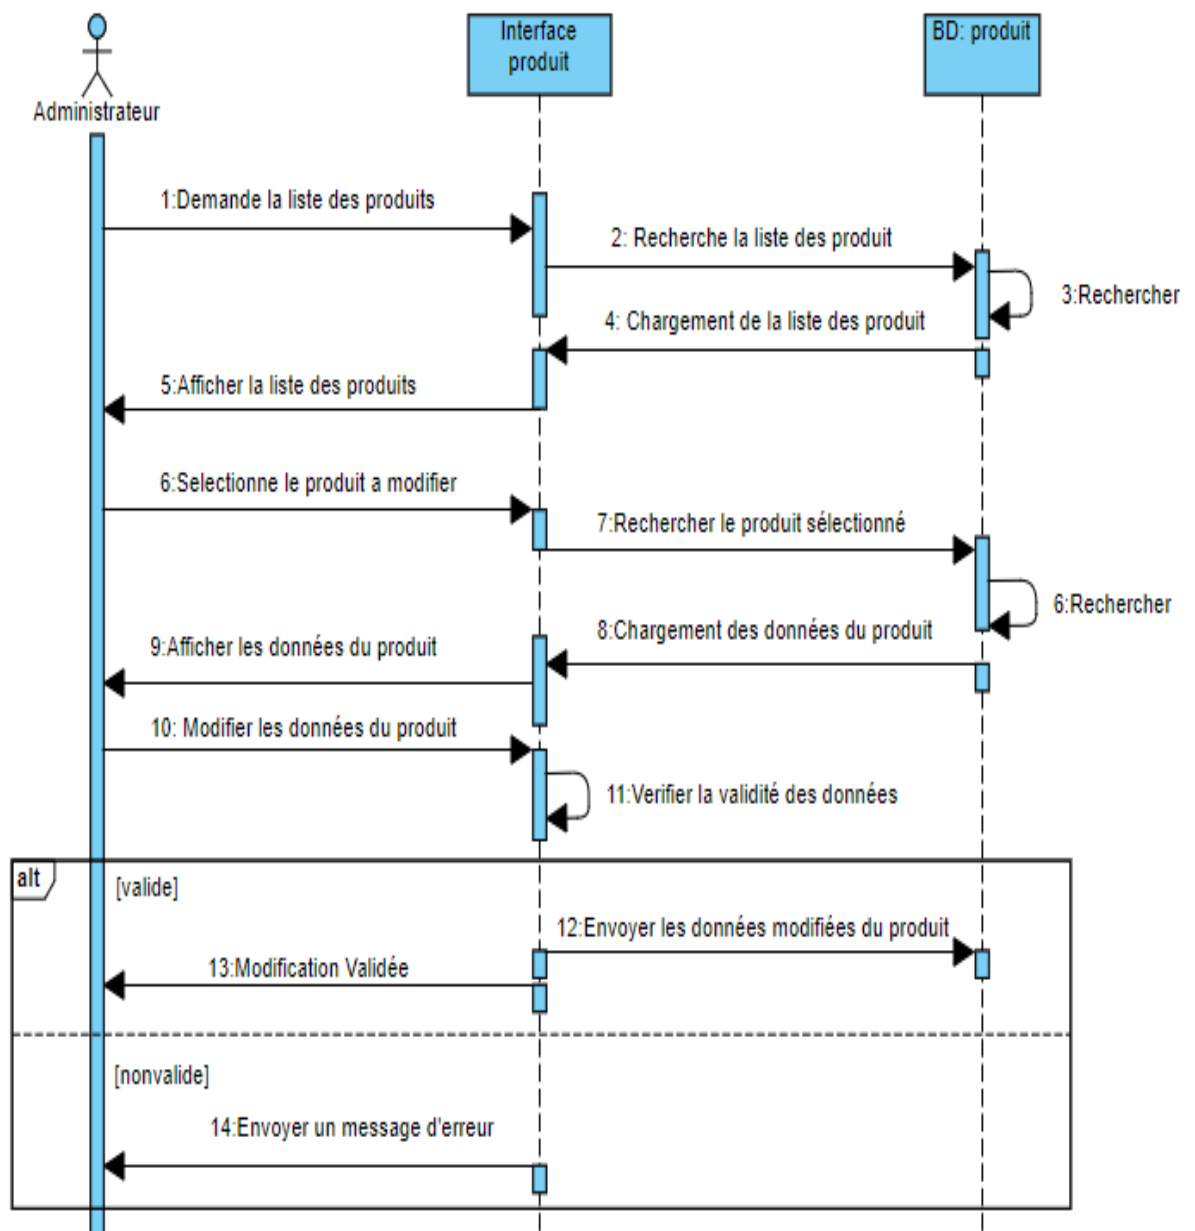 Administrateur
Interface
produit
BD: produit
1:Demande la liste des produits
2: Recherche la liste des produit
3:Rechercher
4: Chargement de la liste des produit
5:Afficher la liste des produits
6:Selectionne le produit a modifier
7:Rechercher le produit sélectionné
6:Rechercher
8:Chargement des données du produit
9:Afficher les données du produit
10: Modifier les données du produit
11:Verifier la validité des données
alt
[valide]
12:Envoyer les données modifiées du produit
13:Modification Validée
[nonvalide]
14:Envoyer un message d'erreur